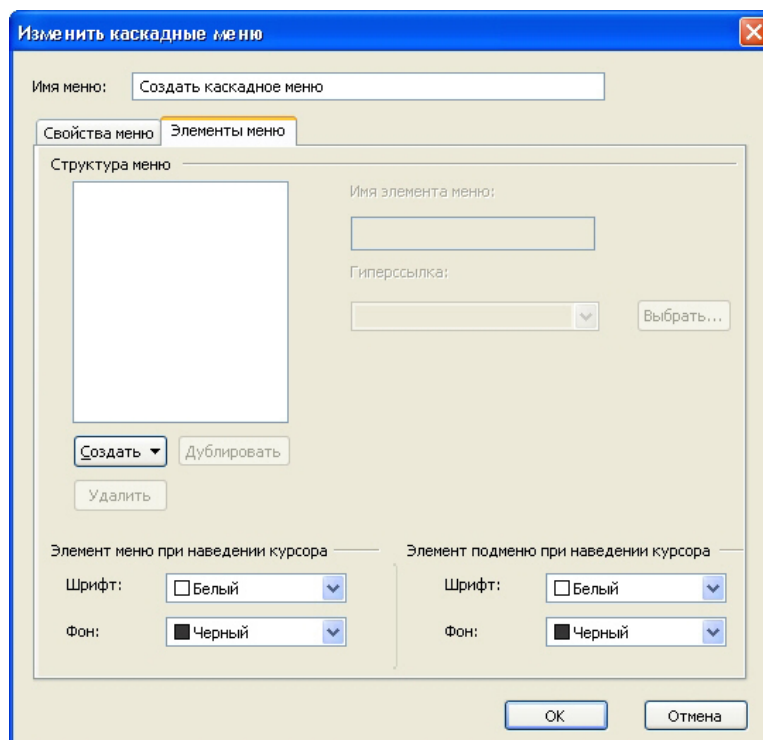 Изменить каскадные меню
Имя меню: Создать каскадное меню
Свойства меню Элементы меню
Структура меню
Имя элемента меню:
Гиперссылка:
Выбрать...
Создать Дублировать
Удалить
Элемент меню при наведении курсора Элемент подменю при наведении курсора
Шрифт: Белый Шрифт: Белый
Фон: Черный Фон: Черный
ОК Отмена